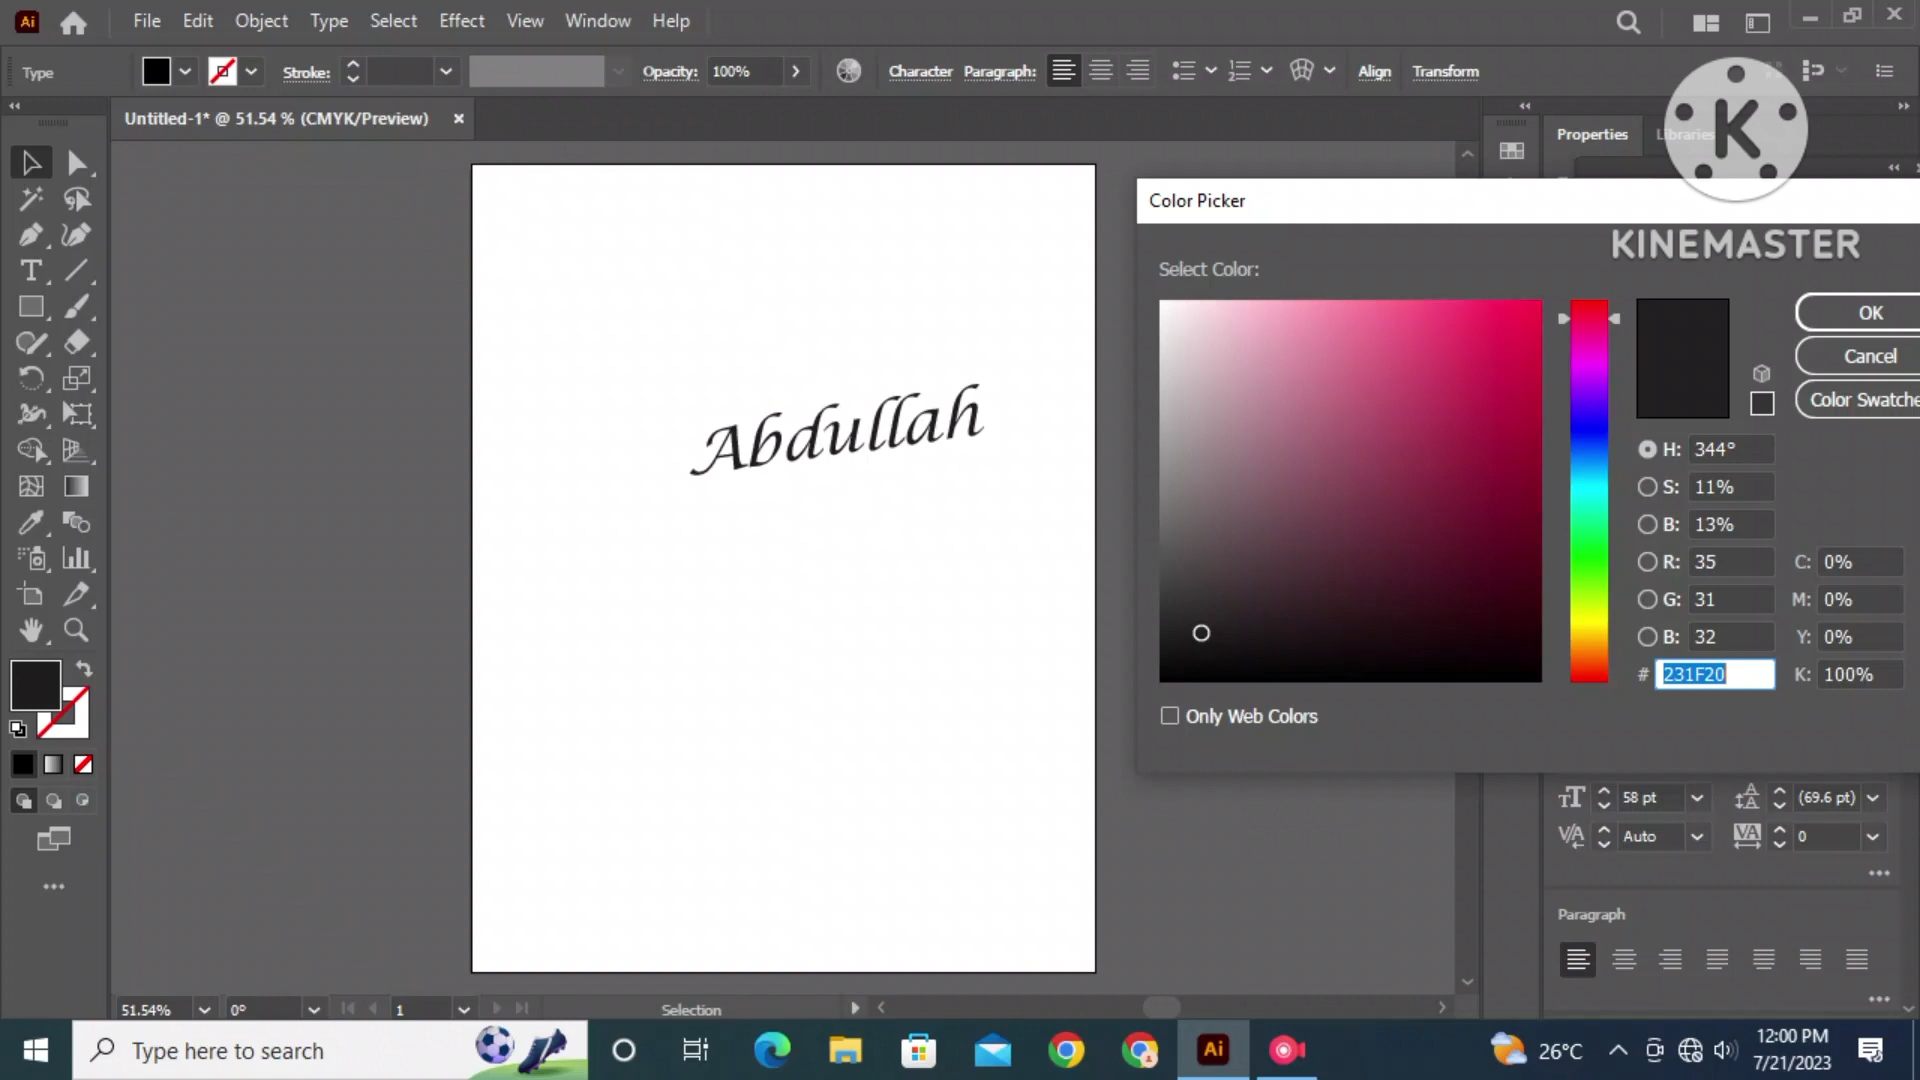 Ai File Edit Object Type Select Effect View Window Help
Type Stroke: Opacity: 100% Character Paragraph: Align Transform
Untitled-1* @ 51.54 % (CMYK/Preview) ×
Properties Libraries
K
KINEMASTER
Color Picker
Select Color:
OK
Cancel
Color Swatche
H: 344°
S: 11%
B: 13%
R: 35 C: 0%
G: 31 M: 0%
B: 32 Y: 0%
# 231F20 K: 100%
Only Web Colors
Abdullah
58 pt (69.6 pt)
Auto 0
Paragraph
51.54% 0° 1 Selection
Type here to search
Ai
26°C
12:00 PM
7/21/2023